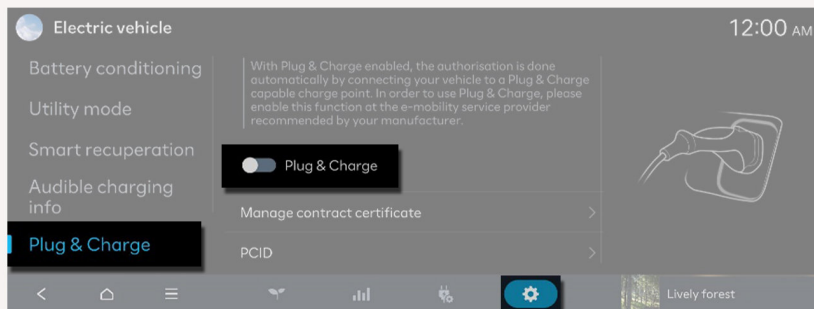 Electric vehicle
12:00 AM
Battery conditioning
Utility mode
Smart recuperation
Audible charging
info
Plug & Charge
With Plug & Charge enabled, the authorisation is done
automatically by connecting your vehicle to a Plug & Charge
capable charge point. In order to use Plug & Charge, please
enable this function at the e-mobility service provider
recommended by your manufacturer.
Plug & Charge
Manage contract certificate
PCID
Lively forest